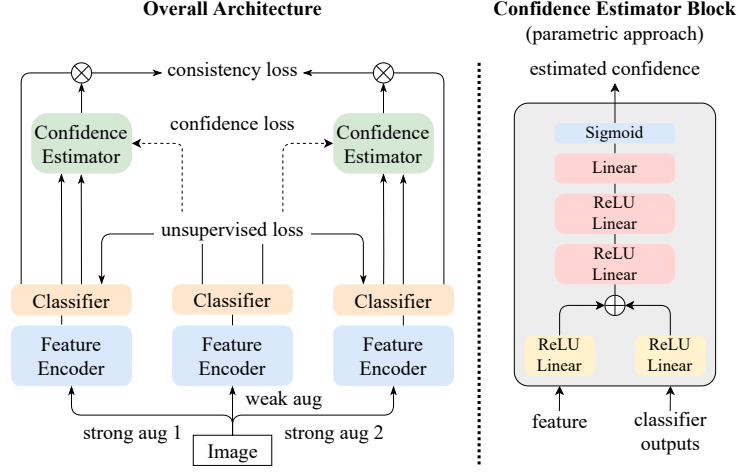 Overall Architecture
consistency loss
Confidence
Estimator
confidence loss
Confidence
Estimator
unsupervised loss
Classifier
Classifier
Classifier
Feature
Encoder
Feature
Encoder
Feature
Encoder
weak aug
strong aug 1
strong aug 2
Image
Confidence Estimator Block
(parametric approach)
estimated confidence
Sigmoid
Linear
ReLU
Linear
ReLU
Linear
ReLU
Linear
ReLU
Linear
feature
classifier
outputs